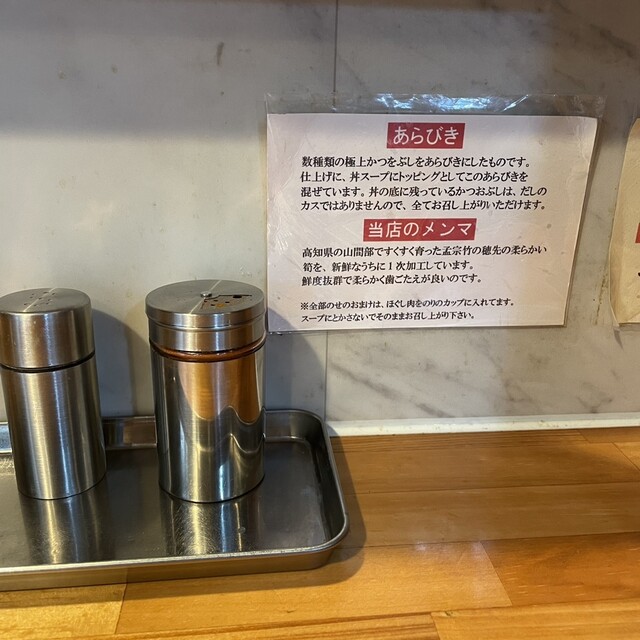 あらびき
数種類の極上かつをぶしをあらびきにしたものです。
仕上げに、丼スープにトッピングとしてこのあらびきを
混ぜています。丼の底に残っているかつおぶしは、だしの
カスではありませんので、全てお召し上がりいただけます。
当店のメンマ
高知県の山間部ですくすく育った孟宗竹の穂先の柔らかい
筍を、新鮮なうちに1次加工しています。
鮮度抜群で柔らかく歯ごたえが良いのです。
※全部のせのおまけは、ほぐし肉をのりのカップに入れてます。
スープにとかさないでそのままお召し上がり下さい。